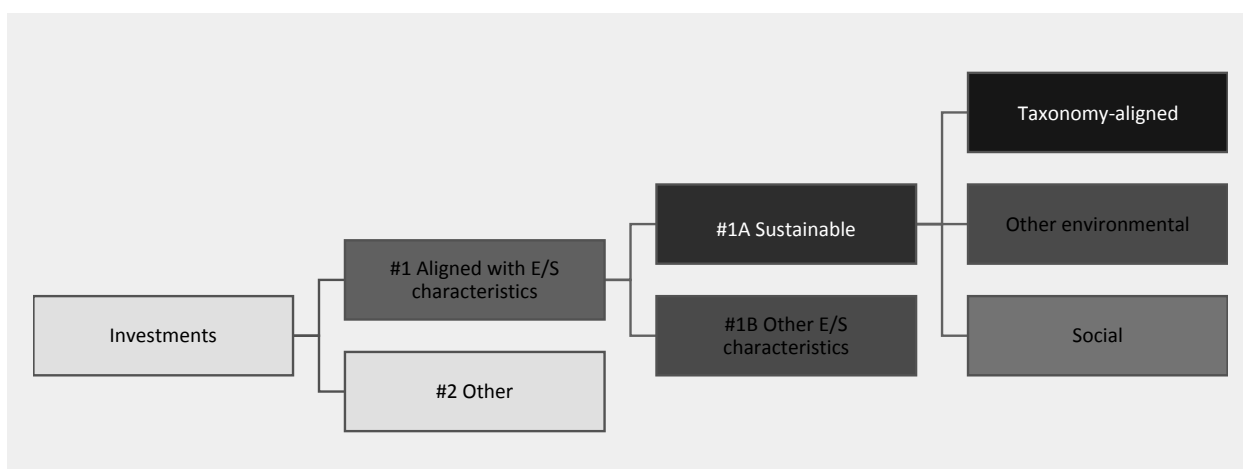 Investments
#1 Aligned with E/S
characteristics
#2 Other
#1A Sustainable
#1B Other E/S
characteristics
Taxonomy-aligned
Other environmental
Social